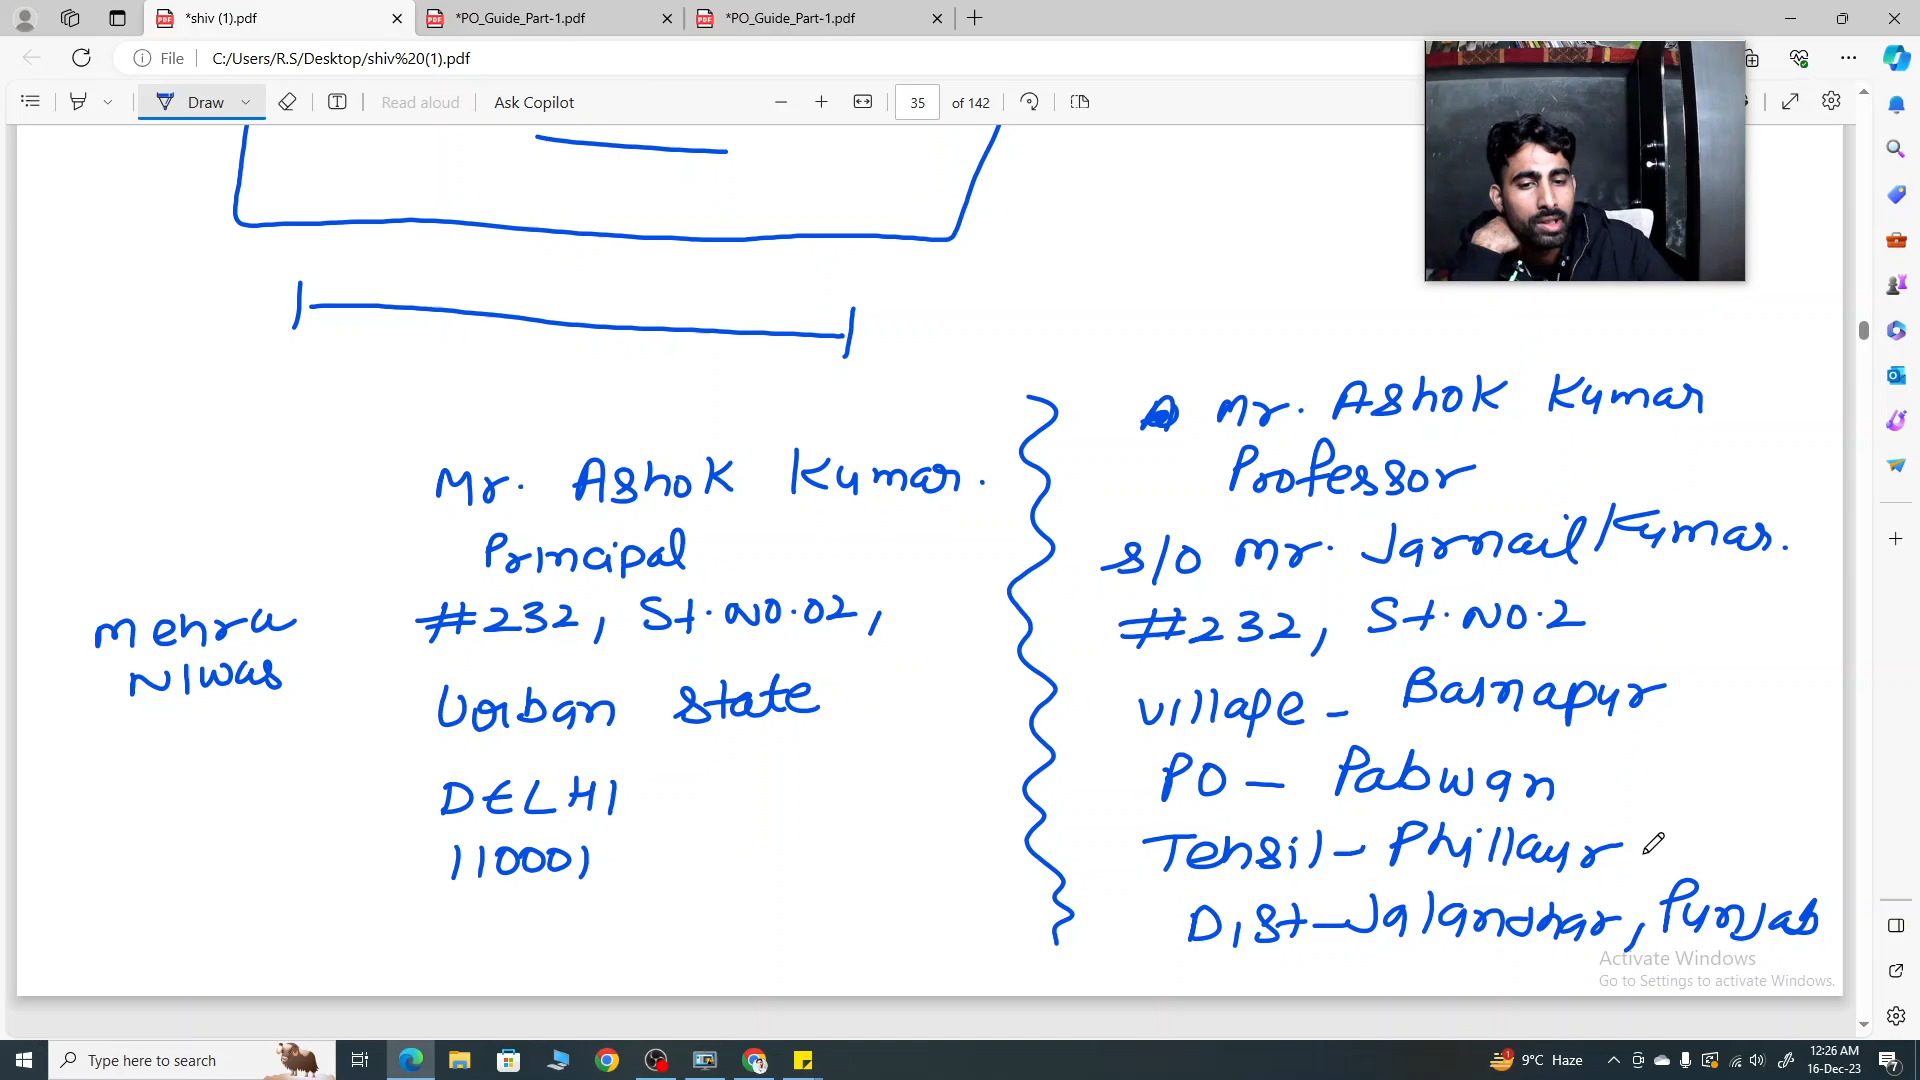 *shiv (1).pdf
*PO_Guide_Part-1.pdf
*PO_Guide_Part-1.pdf
File
C:/Users/R.S/Desktop/shiv%20(1).pdf
Draw
Read aloud
Ask Copilot
35
of 142
Mehra
Niwas
Mr. Ashok Kumar.
Principal
#232, St. No. 02,
Urban State
DELHI
110001
Mr. Ashok Kumar
Professor
S/O Mr. Jarnail Kumar.
#232, St. No. 2
Village -
PO - Pabwan
Tehsil - Phillaur
Dist - Jalandhar, Punjab
Activate Windows
Go to Settings to activate Windows.
Type here to search
9°C Haze
12:26 AM
16-Dec-23
7